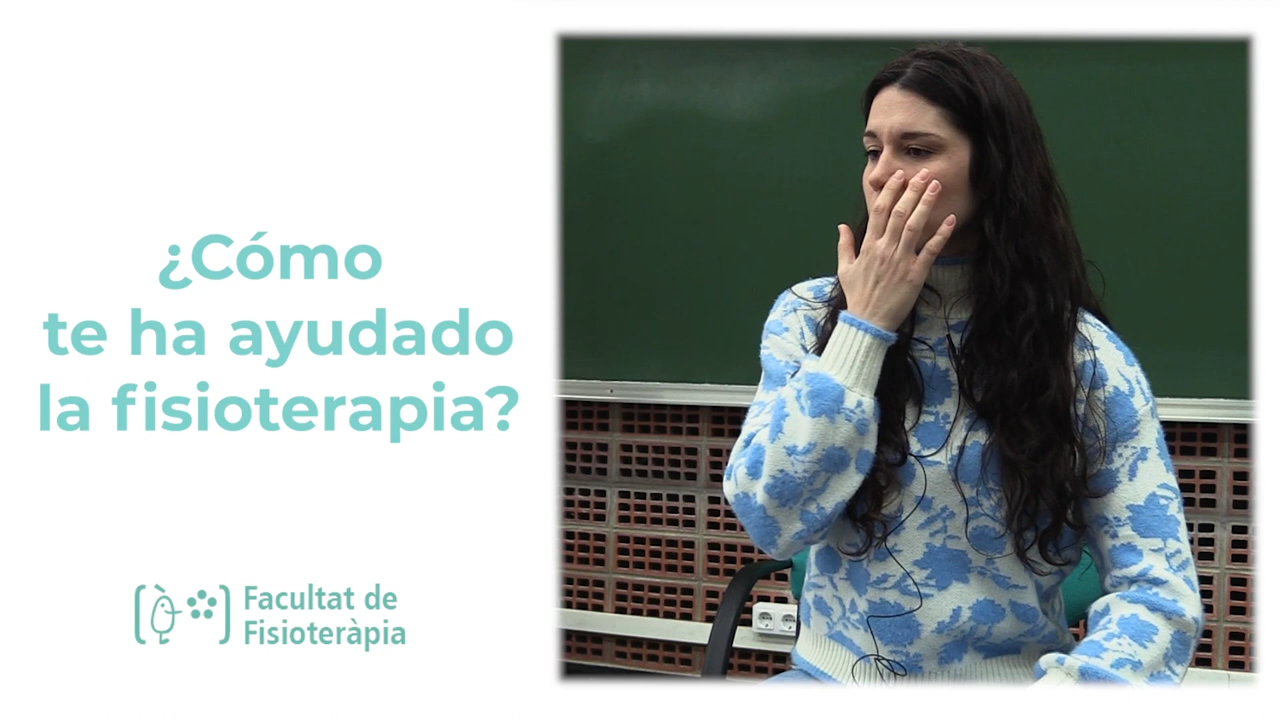 ¿Cómo
te ha ayudado
la fisioterapia?
Facultat de
Fisioteràpia